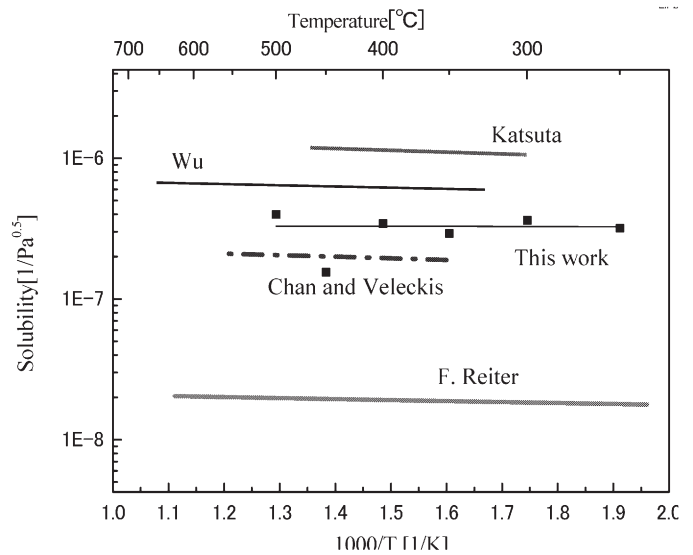 Temperature[℃]
700 600 500 400 300
Katsuta
1E-6
Wu
Solubility[1/Pa^0.5]
This work
1E-7
Chan and Veleckis
F. Reiter
1E-8
1.0 1.1 1.2 1.3 1.4 1.5 1.6 1.7 1.8 1.9 2.0
1000/T [1/K]